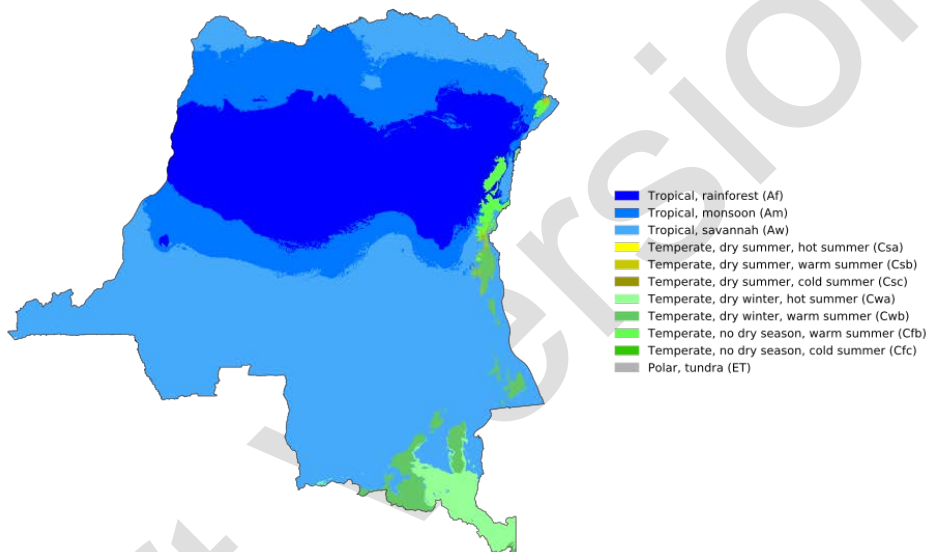 Tropical, rainforest (Af)
Tropical, monsoon (Am)
Tropical, savannah (Aw)
Temperate, dry summer, hot summer (Csa)
Temperate, dry summer, warm summer (Csb)
Temperate, dry summer, cold summer (Csc)
Temperate, dry winter, hot summer (Cwa)
Temperate, dry winter, warm summer (Cwb)
Temperate, no dry season, warm summer (Cfb)
Temperate, no dry season, cold summer (Cfc)
Polar, tundra (ET)